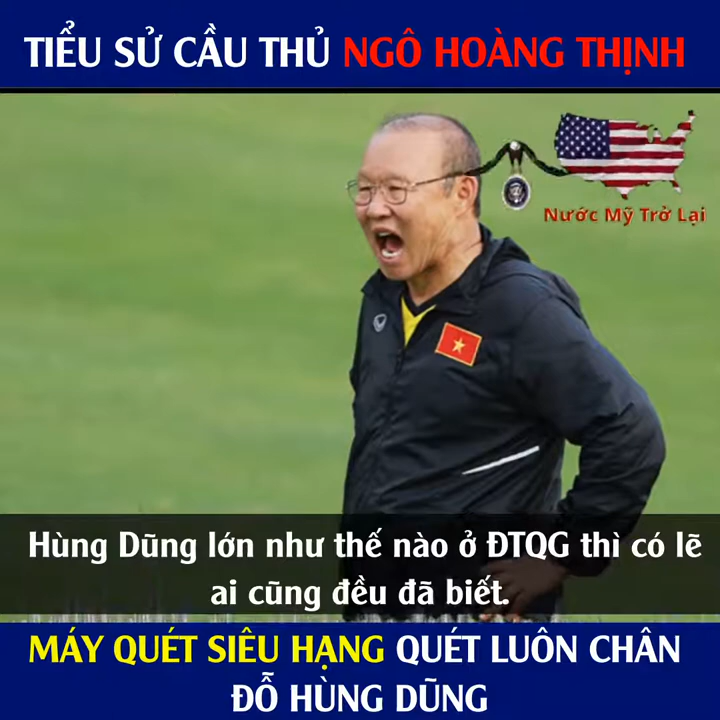 TIỂU SỬ CẦU THỦ NGÔ HOÀNG THỊNH
Nước Mỹ Trở Lại
Hùng Dũng lớn như thế nào ở ĐTQG thì có lẽ
ai cũng đều đã biết.
MÁY QUÉT SIÊU HẠNG QUÉT LUÔN CHÂN
ĐỖ HÙNG DŨNG